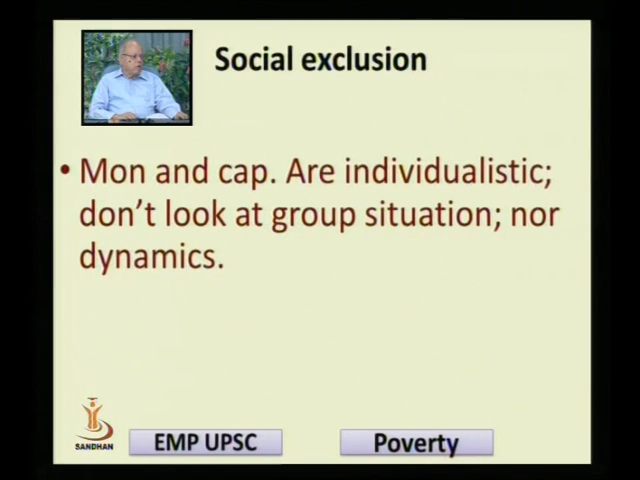 Social exclusion
• Mon and cap. Are individualistic;
don't look at group situation; nor
dynamics.
SANDHAN
EMP UPSC
Poverty